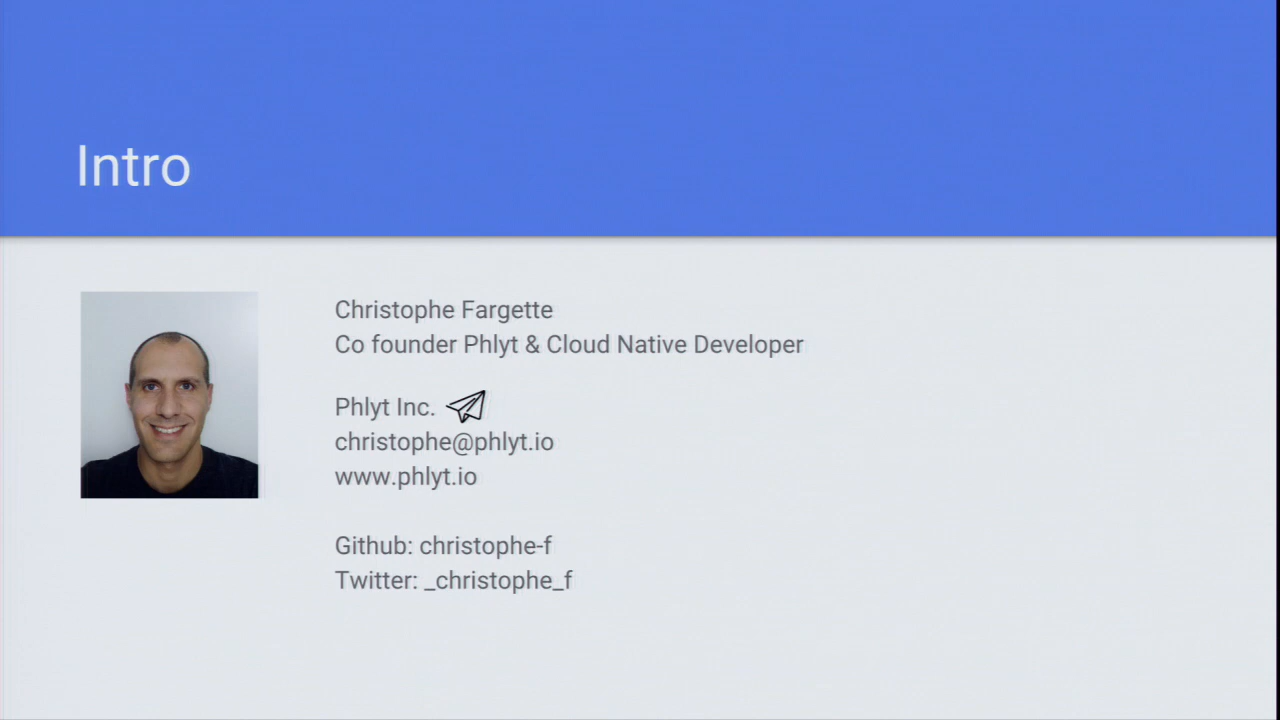 Intro
Christophe Fargette
Co founder Phlyt & Cloud Native Developer
Phlyt Inc.
christophe@phlyt.io
www.phlyt.io
Github: christophe-f
Twitter: _christophe_f